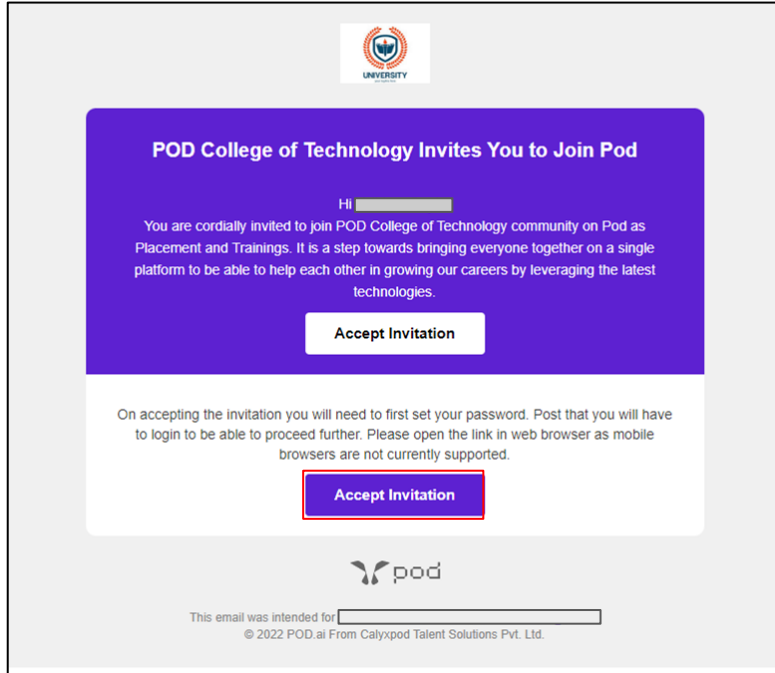 UNIVERSITY
POD College of Technology Invites You to Join Pod
Hi
You are cordially invited to join POD College of Technology community on Pod as
Placement and Trainings. It is a step towards bringing everyone together on a single
platform to be able to help each other in growing our careers by leveraging the latest
technologies.
Accept Invitation
On accepting the invitation you will need to first set your password. Post that you will have
to login to be able to proceed further. Please open the link in web browser as mobile
browsers are not currently supported.
Accept Invitation
pod
This email was intended for
© 2022 POD.ai From Calyxpod Talent Solutions Pvt. Ltd.